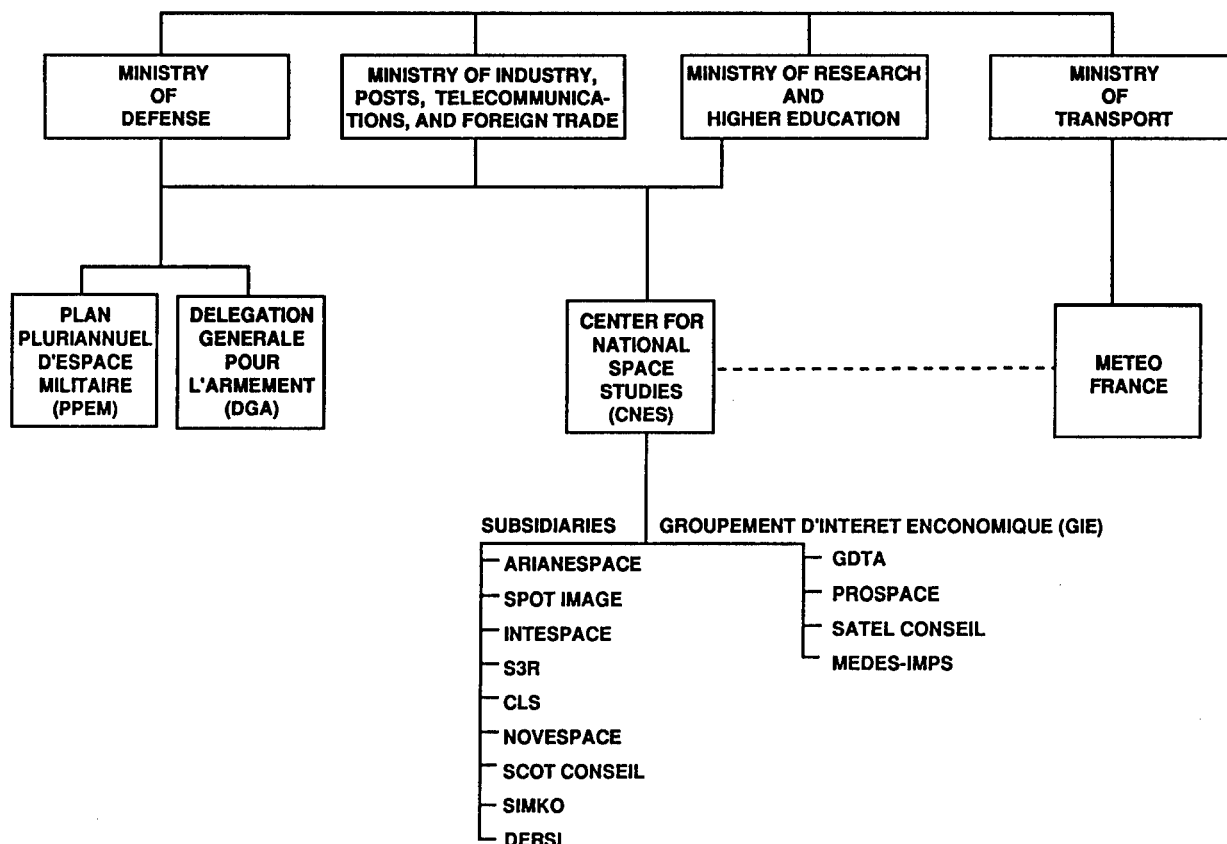 MINISTRY
OF
DEFENSE
MINISTRY OF INDUSTRY,
POSTS, TELECOMMUNICA-
TIONS, AND FOREIGN TRADE
MINISTRY OF RESEARCH
AND
HIGHER EDUCATION
MINISTRY
OF
TRANSPORT
PLAN
PLURIANNUEL
D'ESPACE
MILITAIRE
(PPEM)
DELEGATION
GENERALE
POUR
L'ARMEMENT
(DGA)
CENTER FOR
NATIONAL
SPACE
STUDIES
(CNES)
METEO
FRANCE
SUBSIDIARIES
ARIANESPACE
SPOT IMAGE
INTESPACE
S3R
CLS
NOVESPACE
SCOT CONSEIL
SIMKO
DERSI
GROUPEMENT D'INTERET ENCONOMIQUE (GIE)
GDTA
PROSPACE
SATEL CONSEIL
MEDES-IMPS